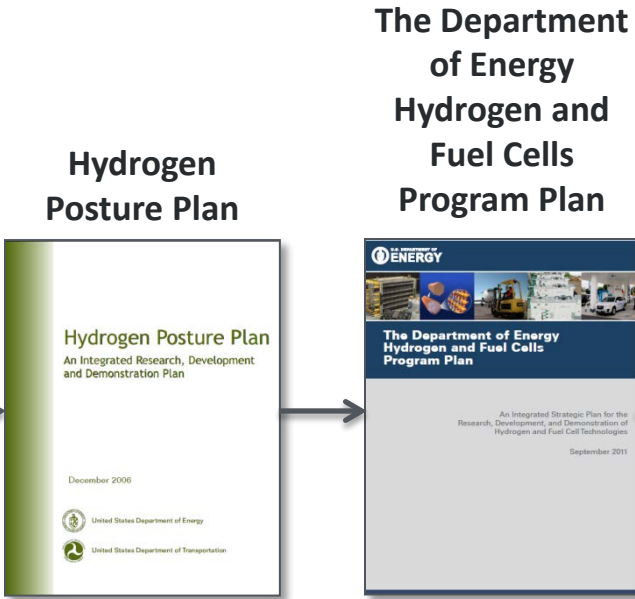 Hydrogen
Posture Plan
Hydrogen Posture Plan
An Integrated Research, Development
and Demonstration Plan
December 2006
United States Department of Energy
United States Department of Transportation
The Department
of Energy
Hydrogen and
Fuel Cells
Program Plan
U.S. DEPARTMENT OF
ENERGY
The Department of Energy
Hydrogen and Fuel Cells
Program Plan
An Integrated Strategic Plan for the
Research, Development, and Demonstration of
Hydrogen and Fuel Cell Technologies
September 2011